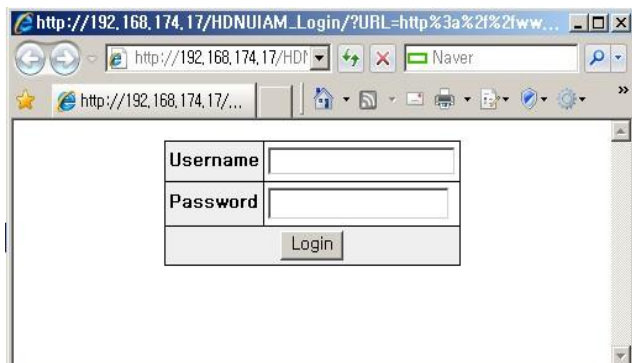 http://192,168,174,17/HDNUIAM_Login/?URL=http%3a%2f%2fww...
http://192,168,174,17/HDN
Naver
http://192,168,174,17/...
Username
Password
Login